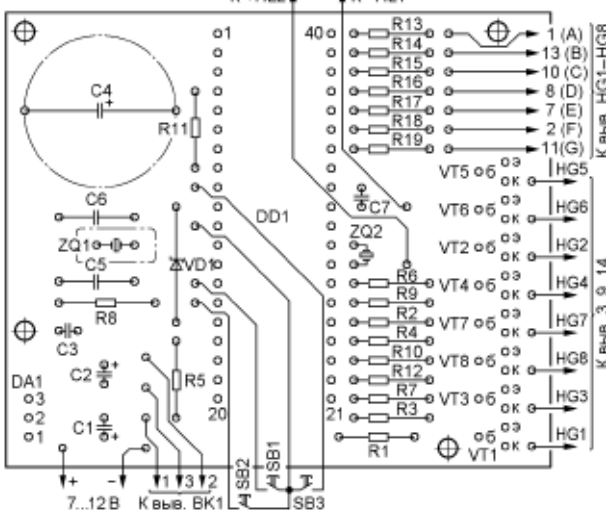 1
40
R13
1 (A)
R14
13 (B)
C4
+
R15
10 (C)
R16
8 (D)
R17
7 (E)
R11
R18
2 (F)
R19
11 (G)
К выв. HG1–HG8
VT5
б
э
к
HG5
C6
C7
VT6
б
э
к
HG6
DD1
ZQ1
ZQ2
VT2
б
э
к
HG2
VD1
C5
R6
VT4
б
э
к
HG4
R8
R9
R2
VT7
б
э
к
HG7
C3
R4
R10
VT8
б
э
к
HG8
DA1
C2
+
R5
R12
R7
VT3
б
э
к
HG3
3
2
1
C1
+
20
21
R3
R1
б
э
к
HG1
VT1
К выв. 3, 9, 14
SB2
SB1
SB3
+
–
1
3
2
7...12 В
К выв. BK1